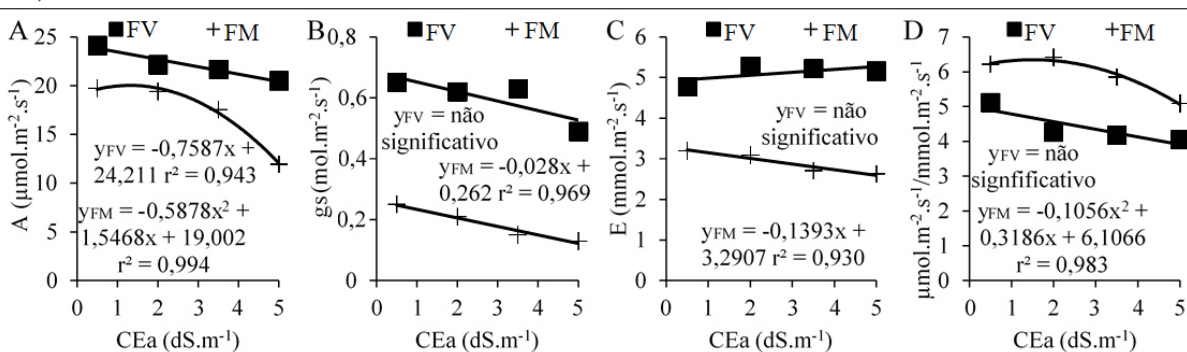 A
■ FV + FM
A (µmol.m⁻².s⁻¹)
25
20
15
10
5
0
yFV = -0,7587x +
24,211 r² = 0,943
yFM = -0,5878x² +
1,5468x + 19,002
r² = 0,994
0 1 2 3 4 5
CEa (dS.m⁻¹)
B
■ FV + FM
gs (mol.m⁻².s⁻¹)
0,8
0,6
0,4
0,2
0,0
yFV = não
significativo
yFM = -0,028x +
0,262 r² = 0,969
0 1 2 3 4 5
CEa (dS.m⁻¹)
C
■ FV + FM
E (mmol.m⁻².s⁻¹)
6
5
4
3
2
1
0
yFV = não
significativo
yFM = -0,1393x +
3,2907 r² = 0,930
0 1 2 3 4 5
CEa (dS.m⁻¹)
D
■ FV + FM
µmol.m⁻².s⁻¹/mmol.m⁻².s⁻¹
7
6
5
4
3
2
1
0
yFV = não
signfificativo
yFM = -0,1056x² +
0,3186x + 6,1066
r² = 0,983
0 1 2 3 4 5
CEa (dS.m⁻¹)